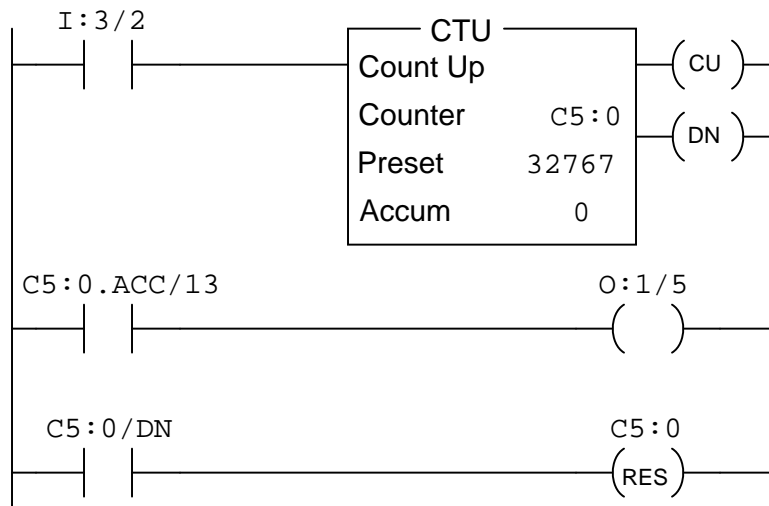 I:3/2
CTU
Count Up
CU
Counter C5:0
DN
Preset 32767
Accum 0
C5:0.ACC/13 O:1/5
C5:0/DN C5:0
RES